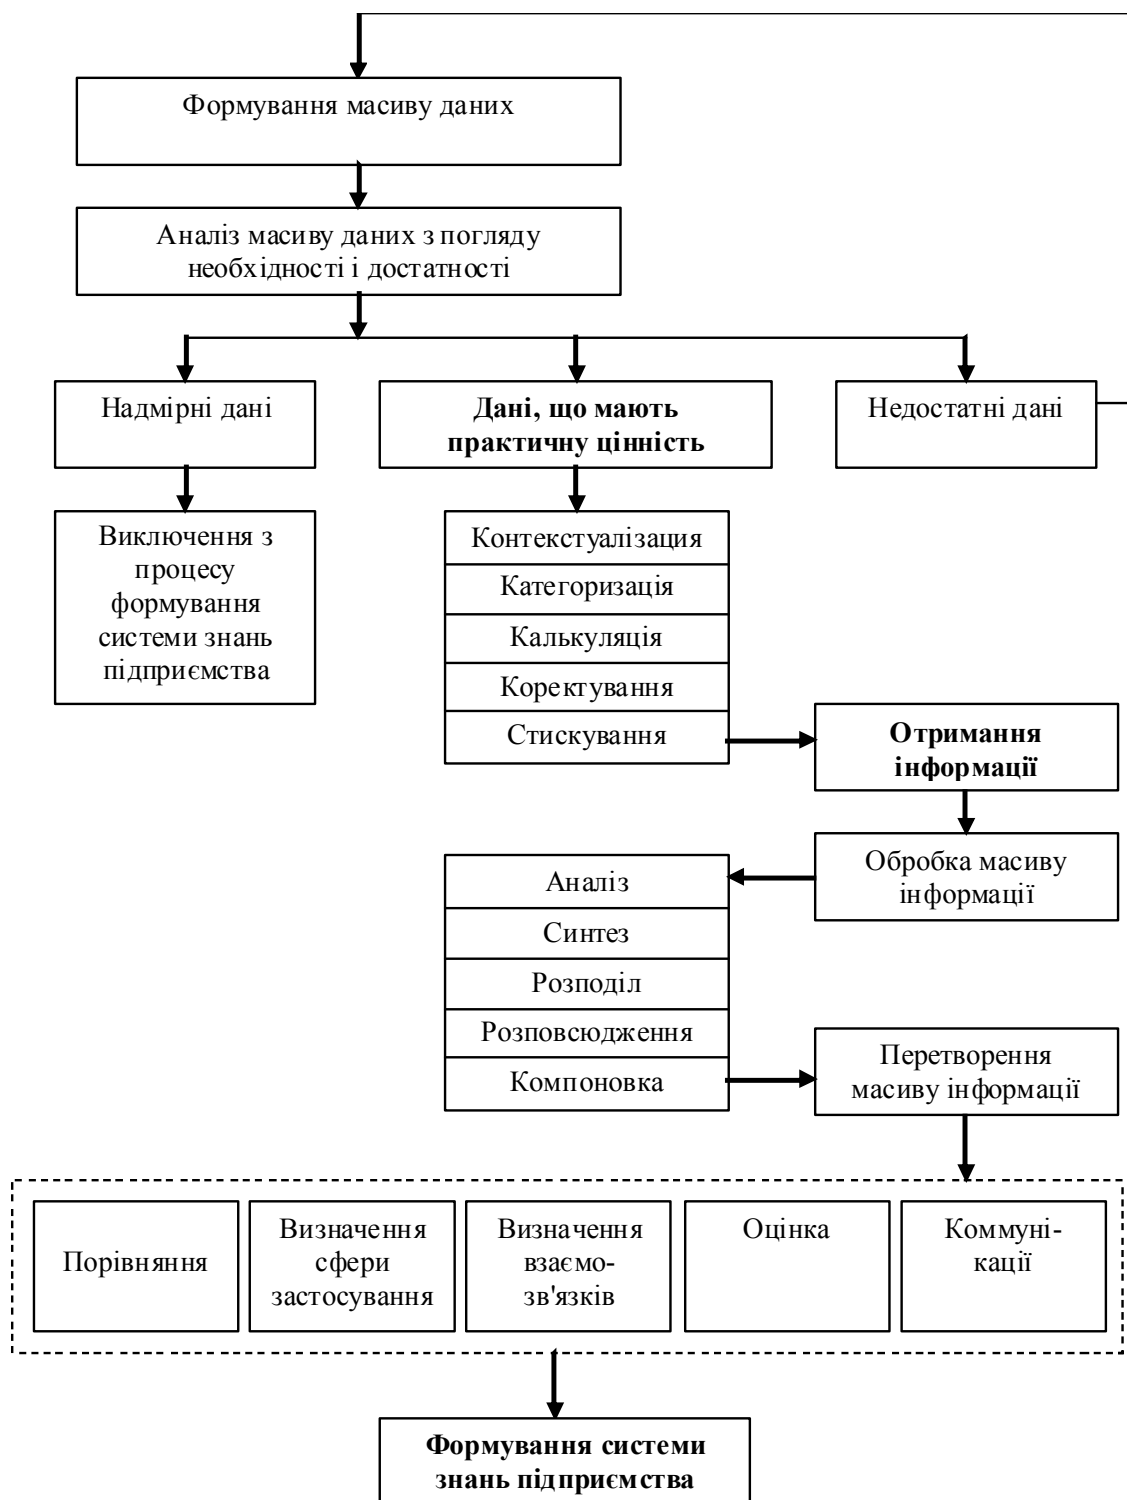 Формування масиву даних
Аналіз масиву даних з погляду
необхідності і достатності
Надмірні дані
Дані, що мають
практичну цінність
Недостатні дані
Виключення з
процесу
формування
системи знань
підприємства
Контекстуалізация
Категоризація
Калькуляція
Коректування
Стискування
Отримання
інформації
Обробка масиву
інформації
Аналіз
Синтез
Розподіл
Розповсюдження
Компоновка
Перетворення
масиву інформації
Порівняння
Визначення
сфери
застосування
Визначення
взаємо-
зв'язків
Оцінка
Коммуні-
кації
Формування системи
знань підприємства